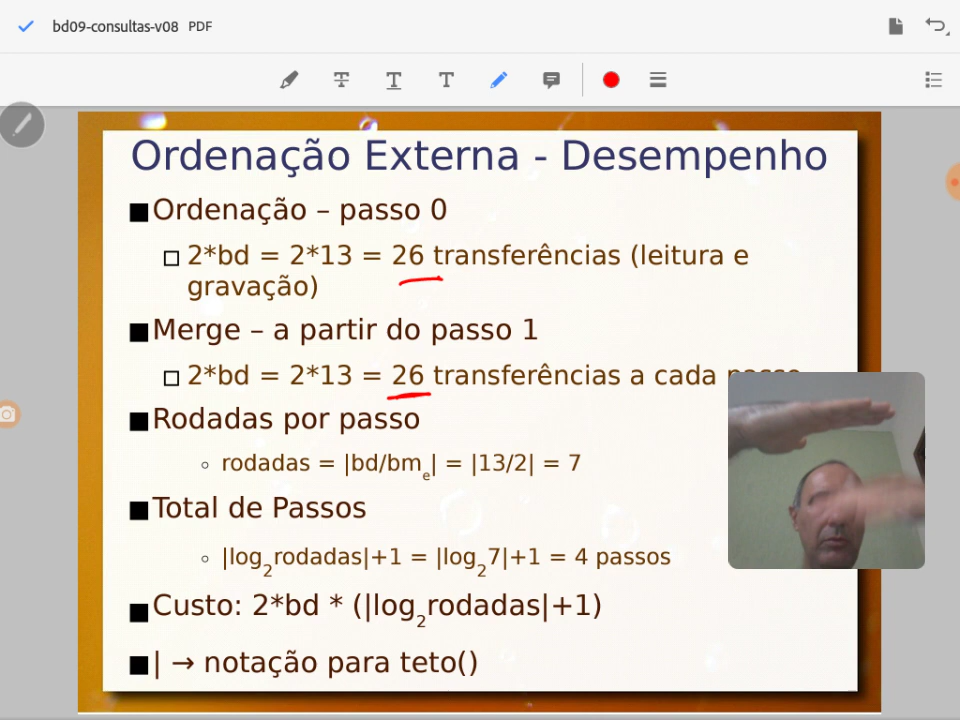 bd09-consultas-v08 PDF
T T T
Ordenação Externa - Desempenho
Ordenação – passo 0
2*bd = 2*13 = 26 transferências (leitura e
gravação)
Merge – a partir do passo 1
2*bd = 2*13 = 26 transferências a cada passo
Rodadas por passo
rodadas = |bd/bmₑ| = |13/2| = 7
Total de Passos
|log₂rodadas|+1 = |log₂7|+1 = 4 passos
Custo: 2*bd * (|log₂rodadas|+1)
| → notação para teto()